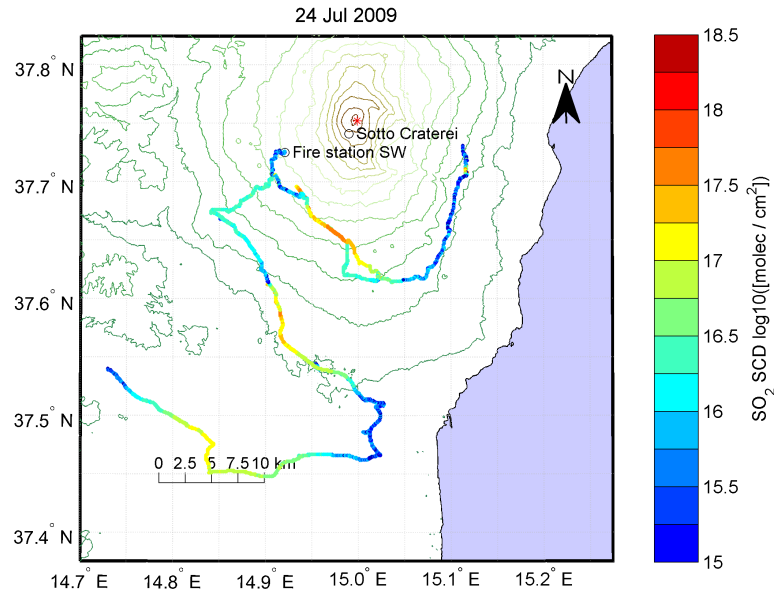 24 Jul 2009
37.8° N
37.7° N
37.6° N
37.5° N
37.4° N
N
Sotto Craterei
Fire station SW
0 2.5 5 7.5 10 km
14.7° E 14.8° E 14.9° E 15.0° E 15.1° E 15.2° E
18.5
18
17.5
17
16.5
16
15.5
15
SO₂ SCD log10([molec / cm²])